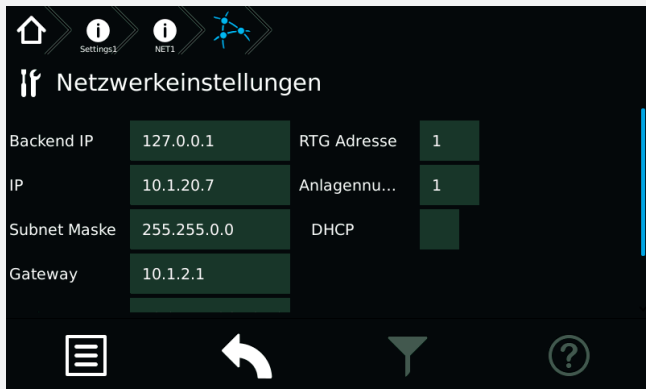 Settings1
NET1
Netzwerkeinstellungen
Backend IP 127.0.0.1 RTG Adresse 1
IP 10.1.20.7 Anlagennu... 1
Subnet Maske 255.255.0.0 DHCP
Gateway 10.1.2.1